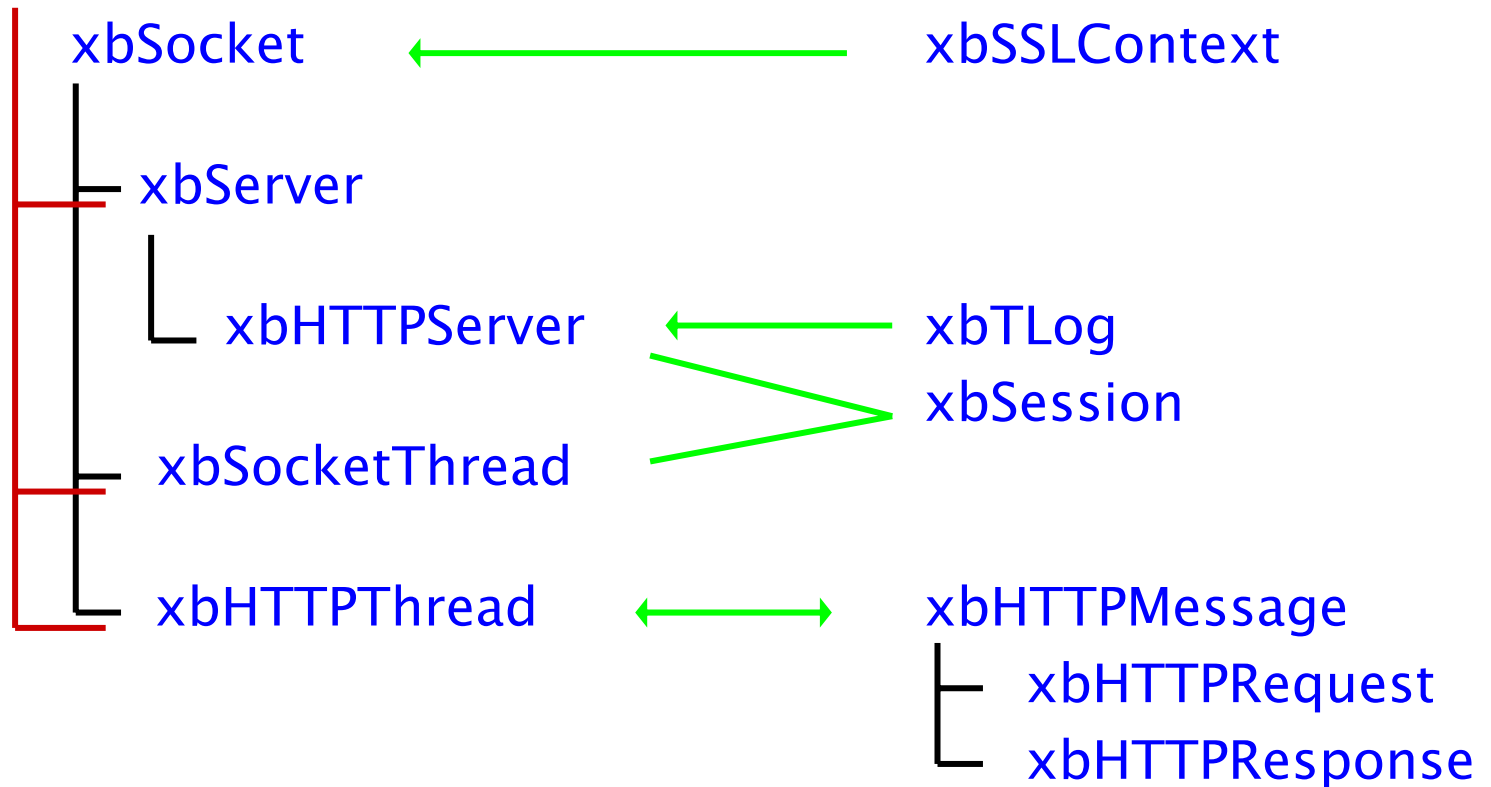 xbSocket
xbSSLContext
xbServer
xbHTTPServer
xbTLog
xbSession
xbSocketThread
xbHTTPThread
xbHTTPMessage
xbHTTPRequest
xbHTTPResponse